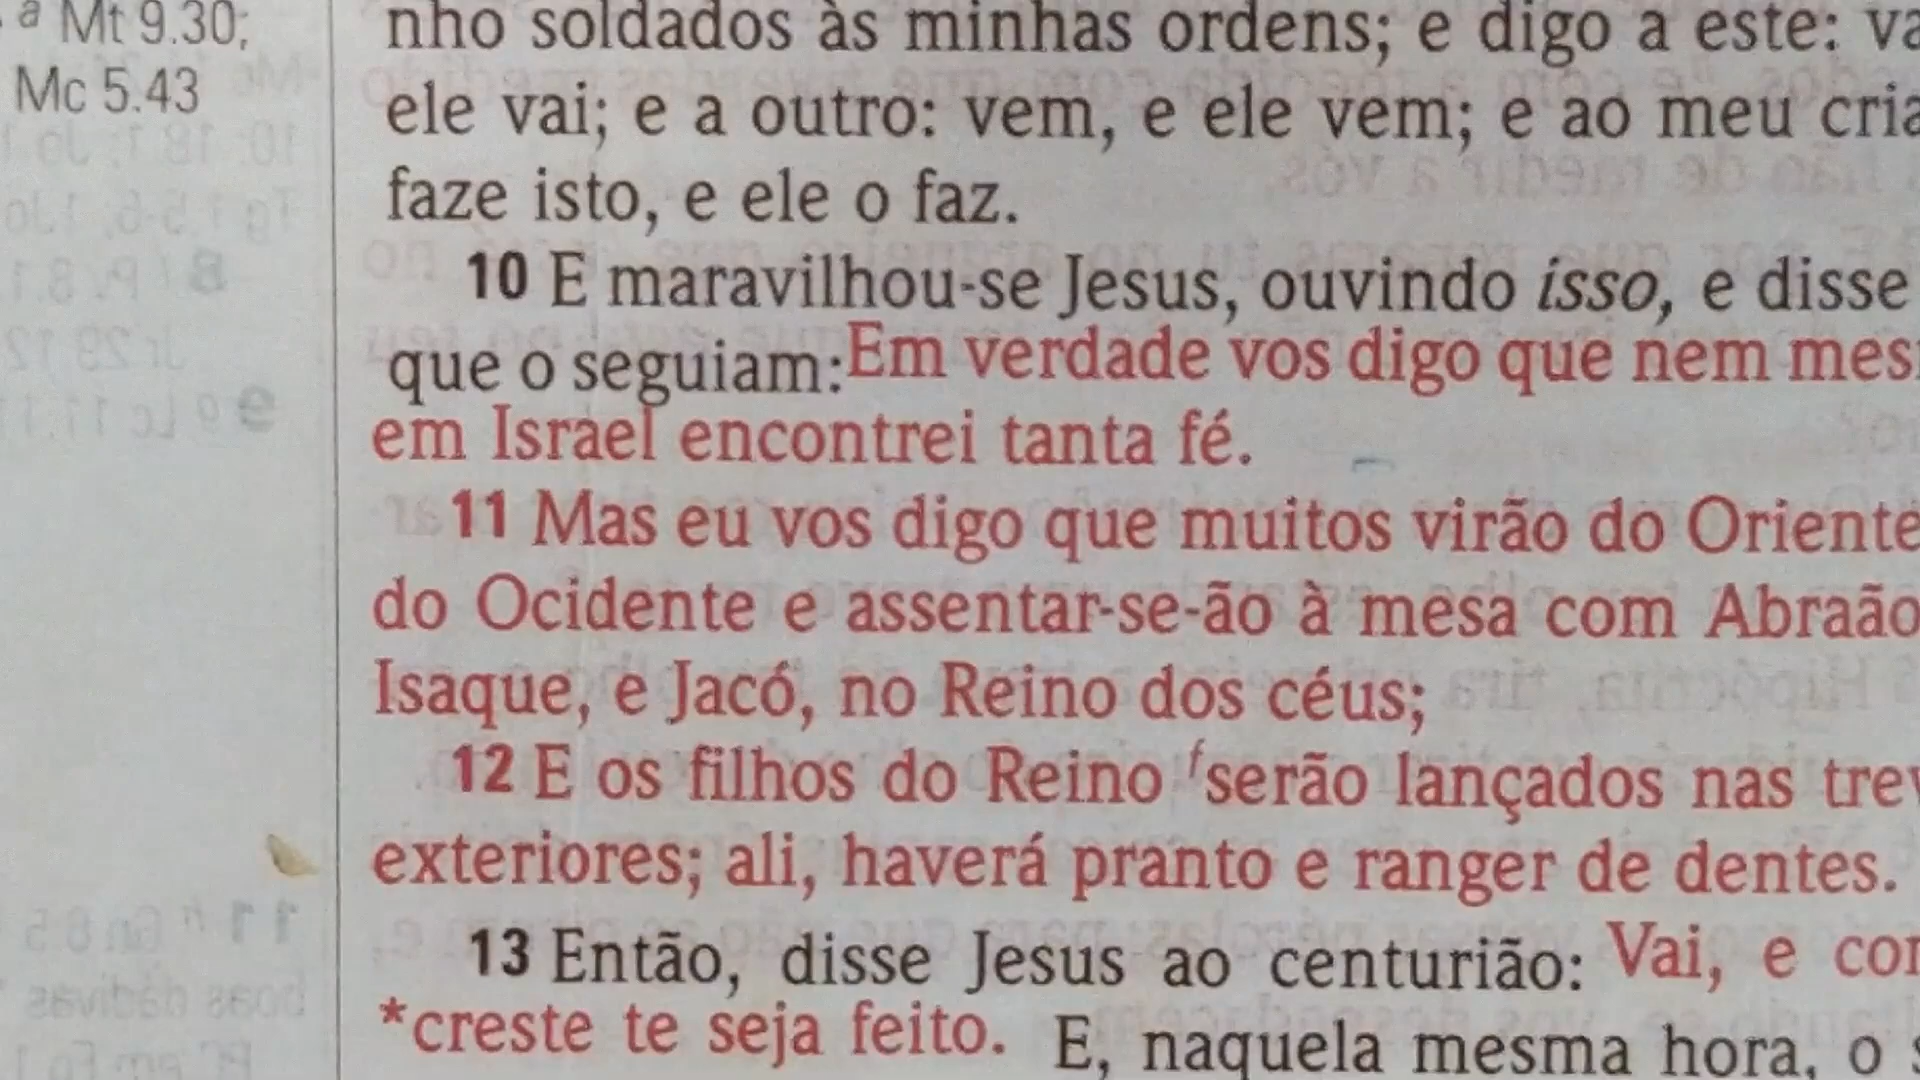 ª Mt 9.30;
Mc 5.43
nho soldados às minhas ordens; e digo a este:
ele vai; e a outro: vem, e ele vem; e ao meu
faze isto, e ele o faz.
10 E maravilhou-se Jesus, ouvindo isso, e disse
que o seguiam: Em verdade vos digo que nem
em Israel encontrei tanta fé.
11 Mas eu vos digo que muitos virão do Oriente
do Ocidente e assentar-se-ão à mesa com Abraão
Isaque, e Jacó, no Reino dos céus;
12 E os filhos do Reino ᶠserão lançados nas
exteriores; ali, haverá pranto e ranger de dentes.
13 Então, disse Jesus ao centurião: Vai, e
*creste te seja feito. E, naquela mesma hora, o